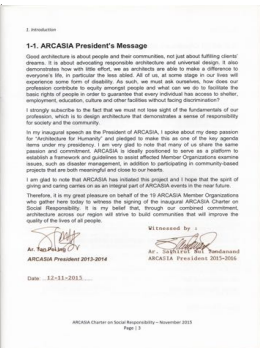 1. Introduction
1-1. ARCASIA President's Message
Good architecture is about people and their communities, not just about fulfilling clients'
dreams. It is about advocating responsible architecture and universal design. It also
demonstrates how with little effort, we as architects are able to make a difference to
everyone's life, in particular the less abled. All of us, at some stage in our lives will
experience some form of disability. As such, we must ask ourselves, how does our
profession contribute to equity amongst people and what can we do to facilitate the
basic rights of people in order to guarantee that every individual has access to shelter,
employment, education, culture and other facilities without facing discrimination?
I strongly subscribe to the fact that we must not lose sight of the fundamentals of our
profession, which is to design architecture that demonstrates a sense of responsibility
for society and the community.
In my inaugural speech as the President of ARCASIA, I spoke about my deep passion
for "Architecture for Humanity" and pledged to make this as one of the key agenda
items under my presidency. I am very glad to note that many of us share the same
passion and commitment. ARCASIA is ideally positioned to serve as a platform to
establish a framework and guidelines to assist affected Member Organizations examine
issues, such as disaster management, in addition to participating in community-based
projects that are both meaningful and close to our hearts.
I am glad to note that ARCASIA has initiated this project and I hope that the spirit of
giving and caring carries on as an integral part of ARCASIA events in the near future.
Therefore, it is my great pleasure on behalf of the 19 ARCASIA Member Organizations
who gather here today to witness the signing of the inaugural ARCASIA Charter on
Social Responsibility. It is my belief that, through our combined commitment,
architecture across our region will strive to build communities that will improve the
quality of the lives of all people.
Witnessed by :
Ar. Tan Pei Ing
ARCASIA President 2013-2014
Ar. Sathirut Nui Tandanand
ARCASIA President 2015-2016
Date: 12-11-2015
ARCASIA Charter on Social Responsibility – November 2015
Page | 3